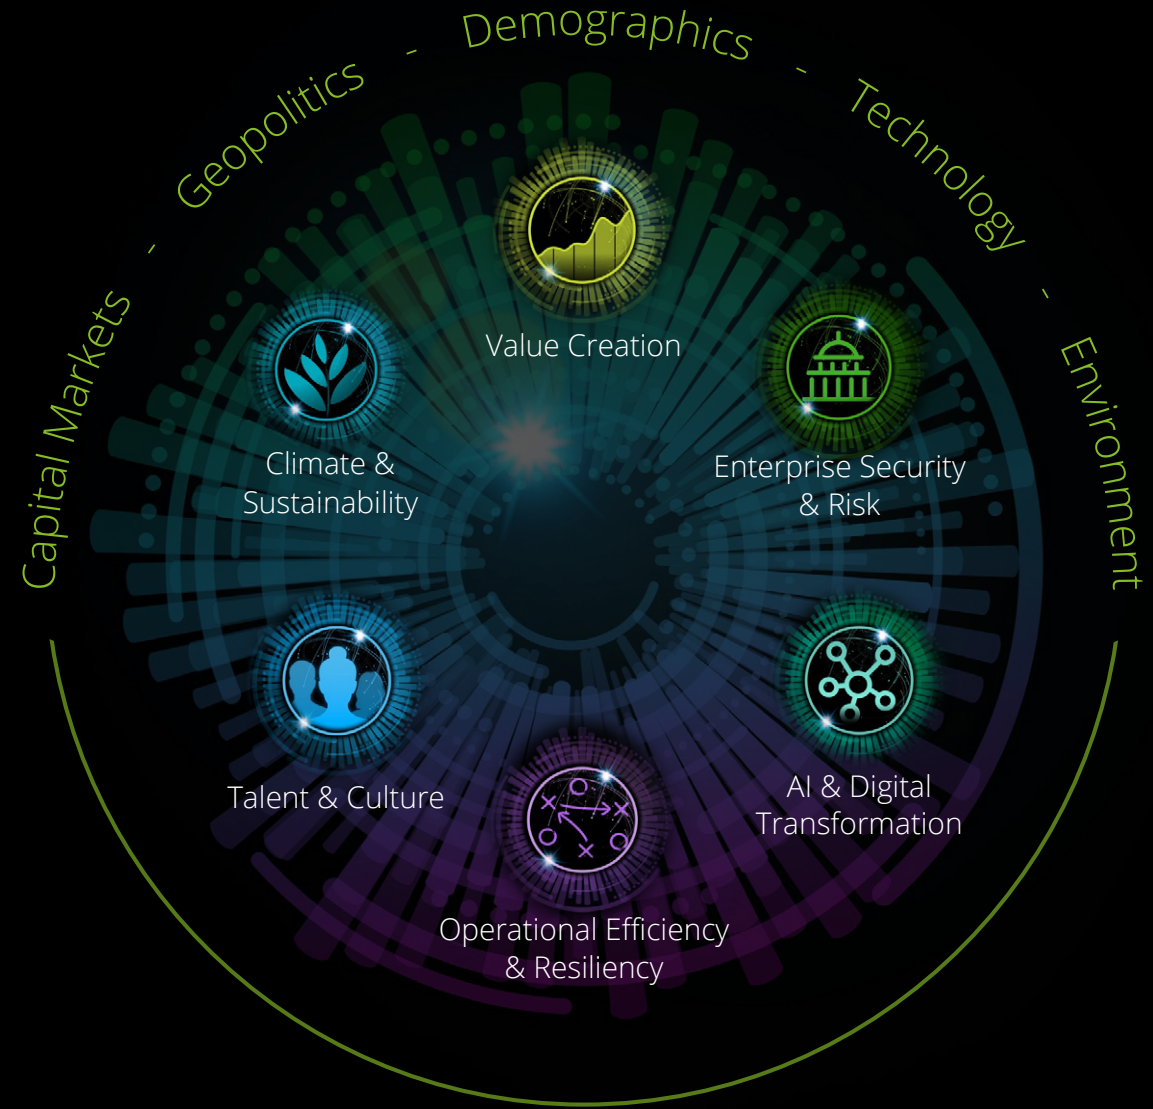 Capital Markets - Geopolitics - Demographics - Technology - Environment
Value Creation
Climate &
Sustainability
Enterprise Security
& Risk
Talent & Culture
AI & Digital
Transformation
Operational Efficiency
& Resiliency